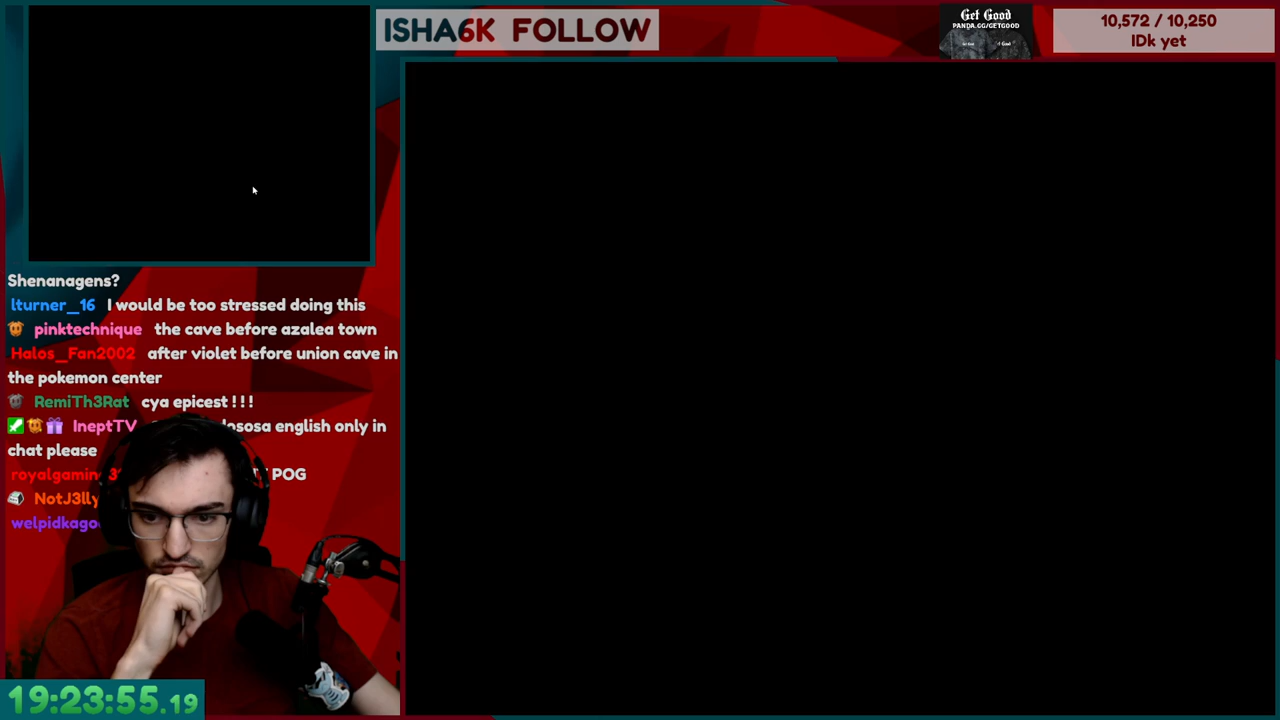 ISHA6K FOLLOW
Get Good
PANDA.GG/GETGOOD
10,572 / 10,250
IDk yet
Shenanagens?
lturner_16 I would be too stressed doing this
pinktechnique the cave before azalea town
Halos_Fan2002 after violet before union cave in
the pokemon center
RemiTh3Rat cya epicest ! ! !
IneptTV english only in
chat please
POG
NotJ3lly
19:23:55.19